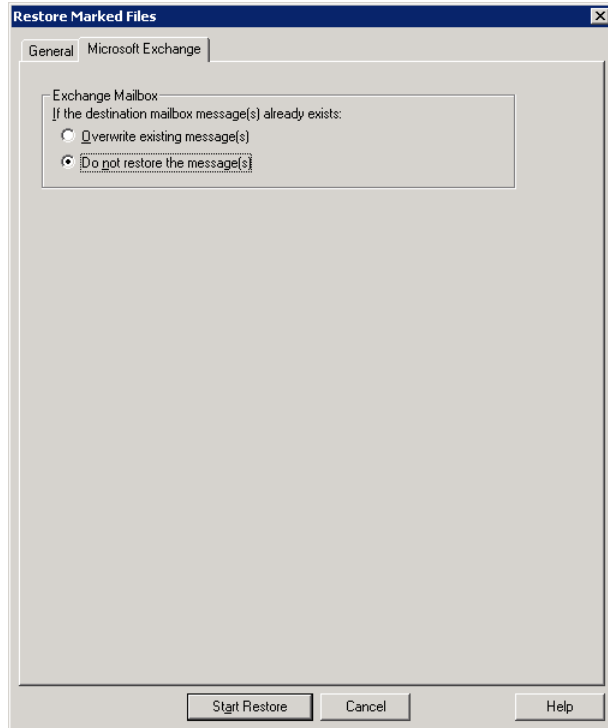 Restore Marked Files
General Microsoft Exchange
Exchange Mailbox
If the destination mailbox message(s) already exists:
Overwrite existing message(s)
Do not restore the message(s)
Start Restore Cancel Help